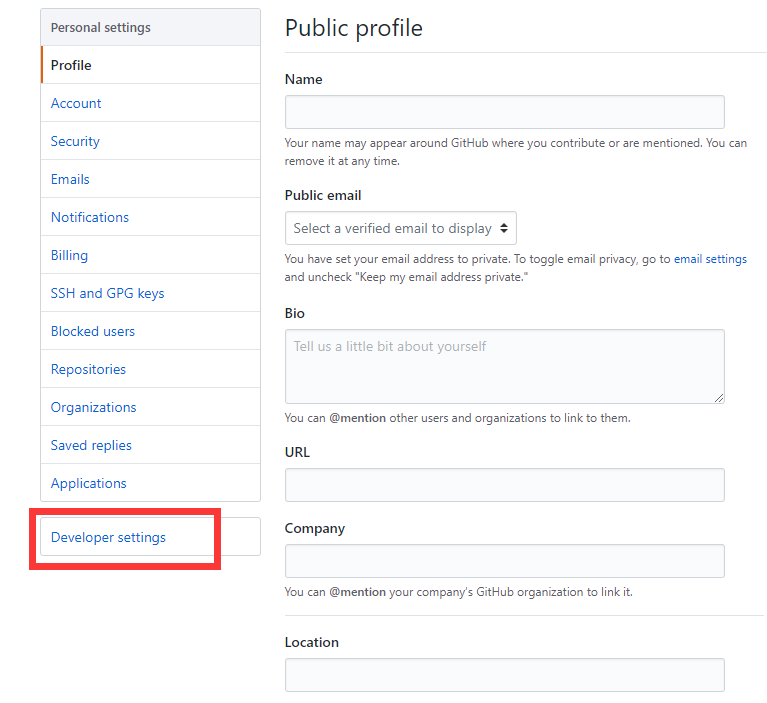 Personal settings
Profile
Account
Security
Emails
Notifications
Billing
SSH and GPG keys
Blocked users
Repositories
Organizations
Saved replies
Applications
Developer settings
Public profile
Name
Your name may appear around GitHub where you contribute or are mentioned. You can
remove it at any time.
Public email
Select a verified email to display
You have set your email address to private. To toggle email privacy, go to email settings
and uncheck "Keep my email address private."
Bio
Tell us a little bit about yourself
You can @mention other users and organizations to link to them.
URL
Company
You can @mention your company's GitHub organization to link it.
Location